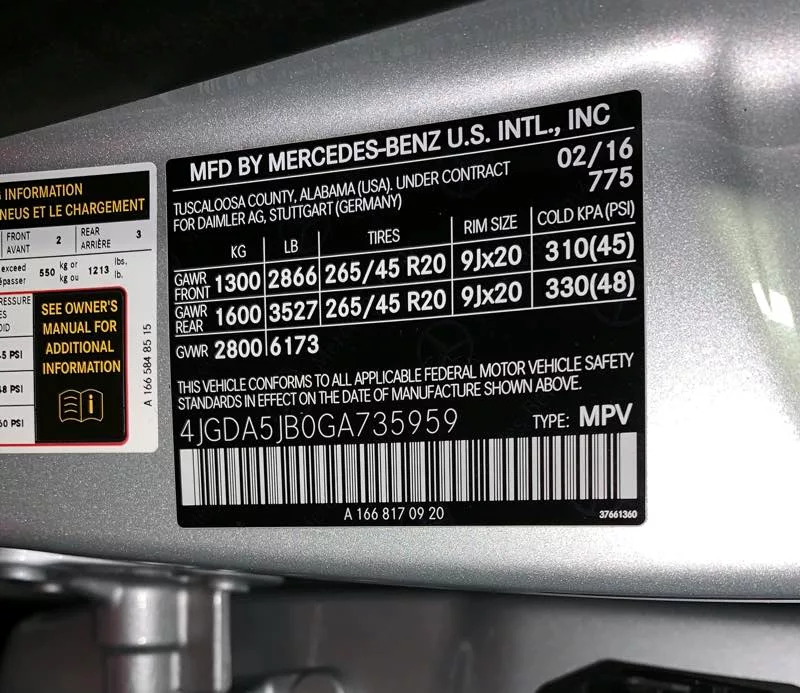 INFORMATION
NEUS ET LE CHARGEMENT
FRONT 2 REAR 3
AVANT ARRIÈRE
exceed 550 kg or 1213 lbs.
kg ou lb.
SEE OWNER'S
MANUAL FOR
ADDITIONAL
INFORMATION
PSI
PSI
PSI
A 166 584 85 15
MFD BY MERCEDES-BENZ U.S. INTL., INC
TUSCALOOSA COUNTY, ALABAMA (USA). UNDER CONTRACT 02/16
FOR DAIMLER AG, STUTTGART (GERMANY) 775
KG LB TIRES RIM SIZE COLD KPA(PSI)
GAWR FRONT 1300 2866 265/45 R20 9Jx20 310(45)
GAWR REAR 1600 3527 265/45 R20 9Jx20 330(48)
GVWR 2800 6173
THIS VEHICLE CONFORMS TO ALL APPLICABLE FEDERAL MOTOR VEHICLE SAFETY
STANDARDS IN EFFECT ON THE DATE OF MANUFACTURE SHOWN ABOVE.
4JGDA5JB0GA735959 TYPE: MPV
A 166 817 09 20 37661360